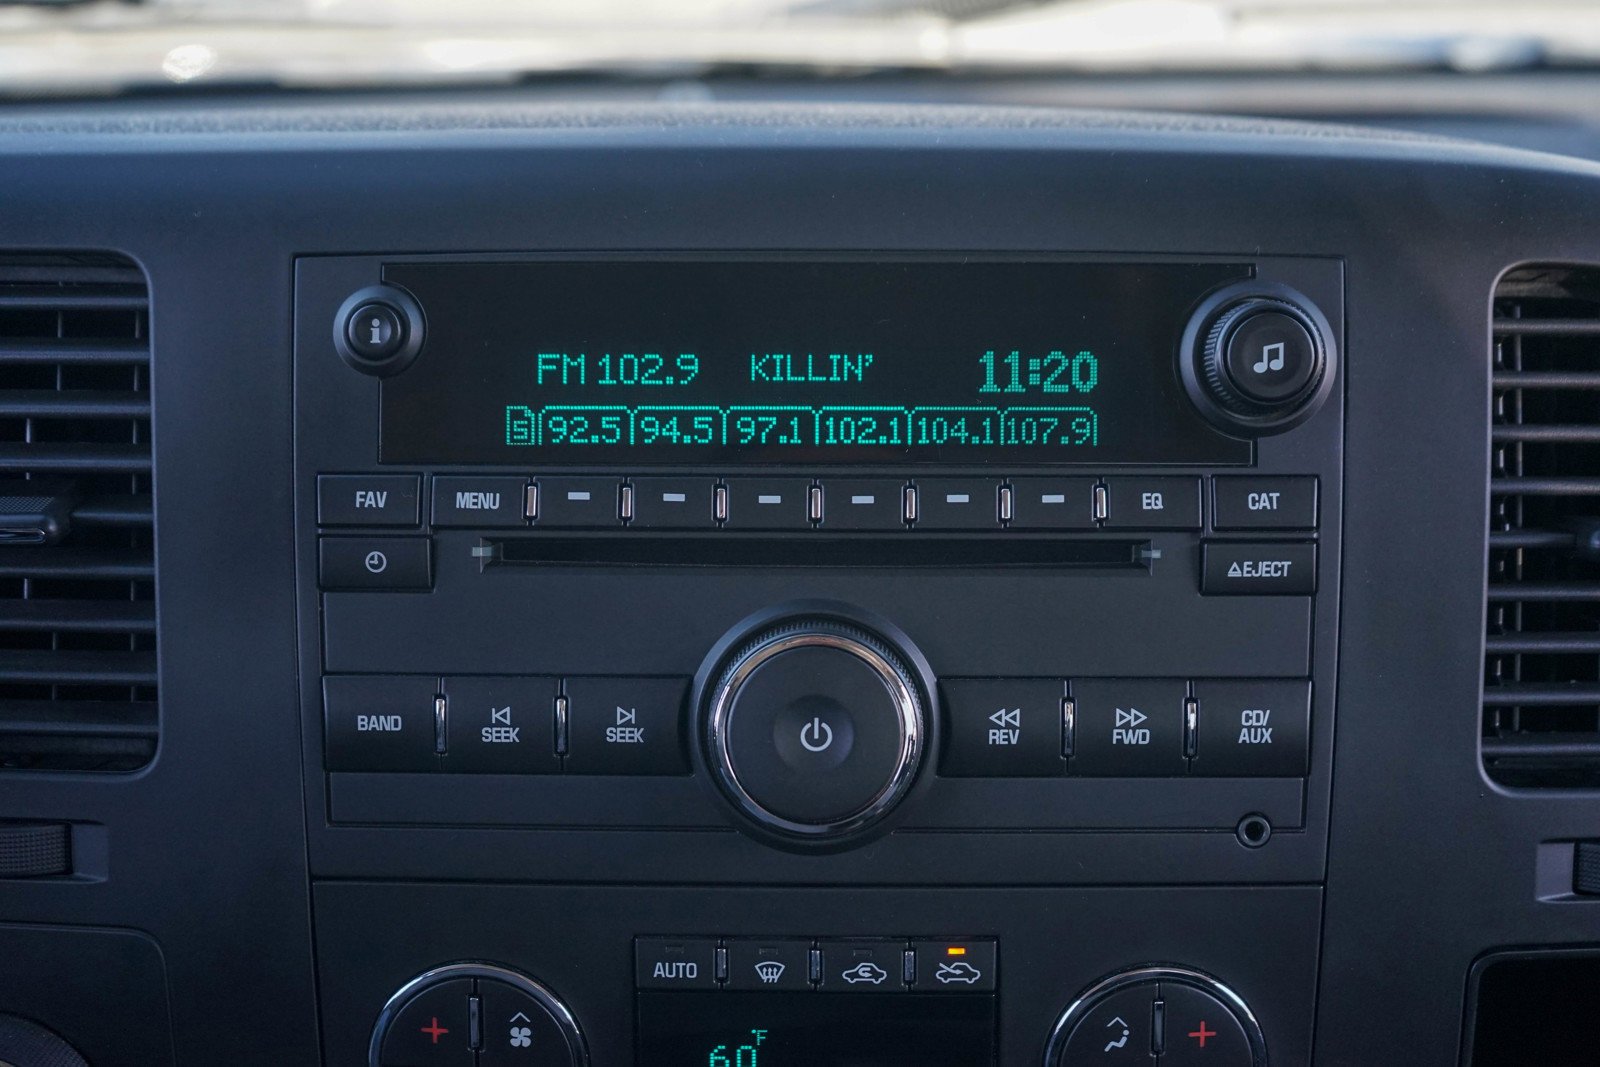 FM 102.9 KILLIN' 11:20
5 92.5 94.5 97.1 102.1 104.1 107.9
FAV MENU EQ CAT
EJECT
BAND SEEK SEEK REV FWD CD/
AUX
AUTO
60°F